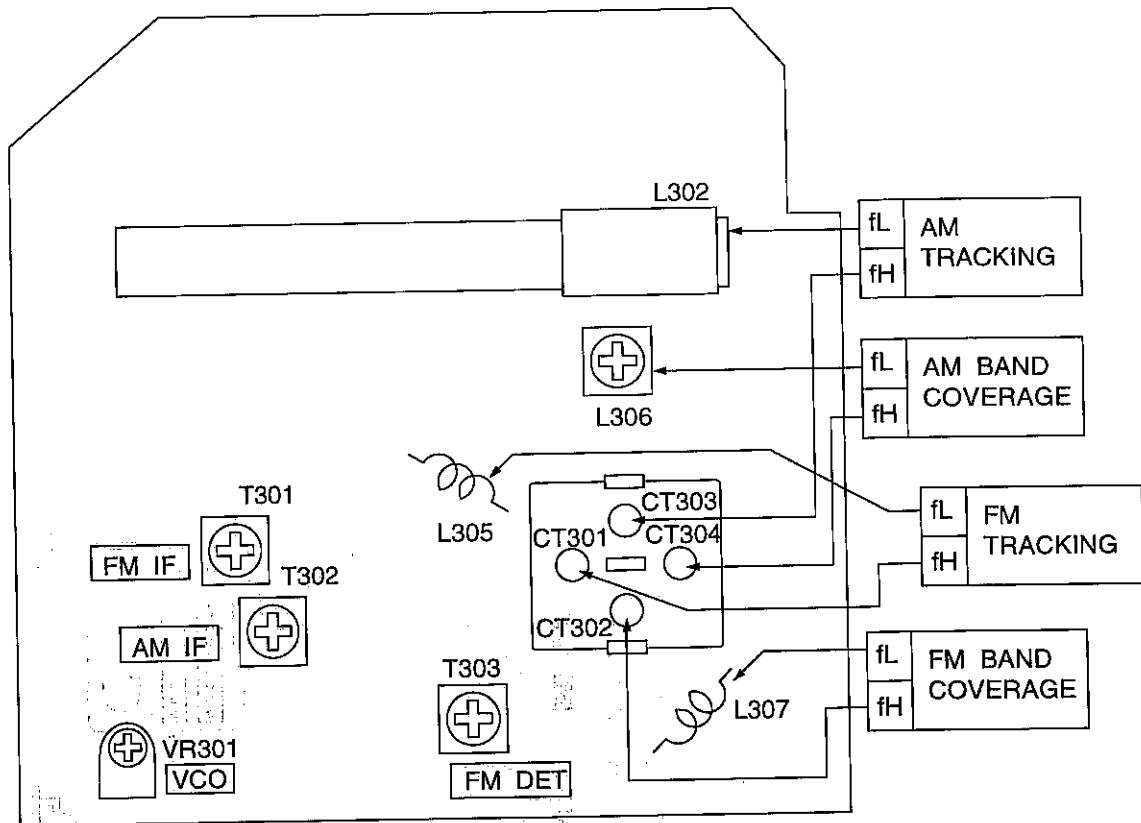 L302
fL
AM
TRACKING
fH
fL
AM BAND
COVERAGE
fH
L306
T301
L305
CT303
CT301
CT304
fL
FM
TRACKING
fH
FM IF
T302
CT302
AM IF
T303
fL
FM BAND
COVERAGE
fH
L307
VR301
VCO
FM DET